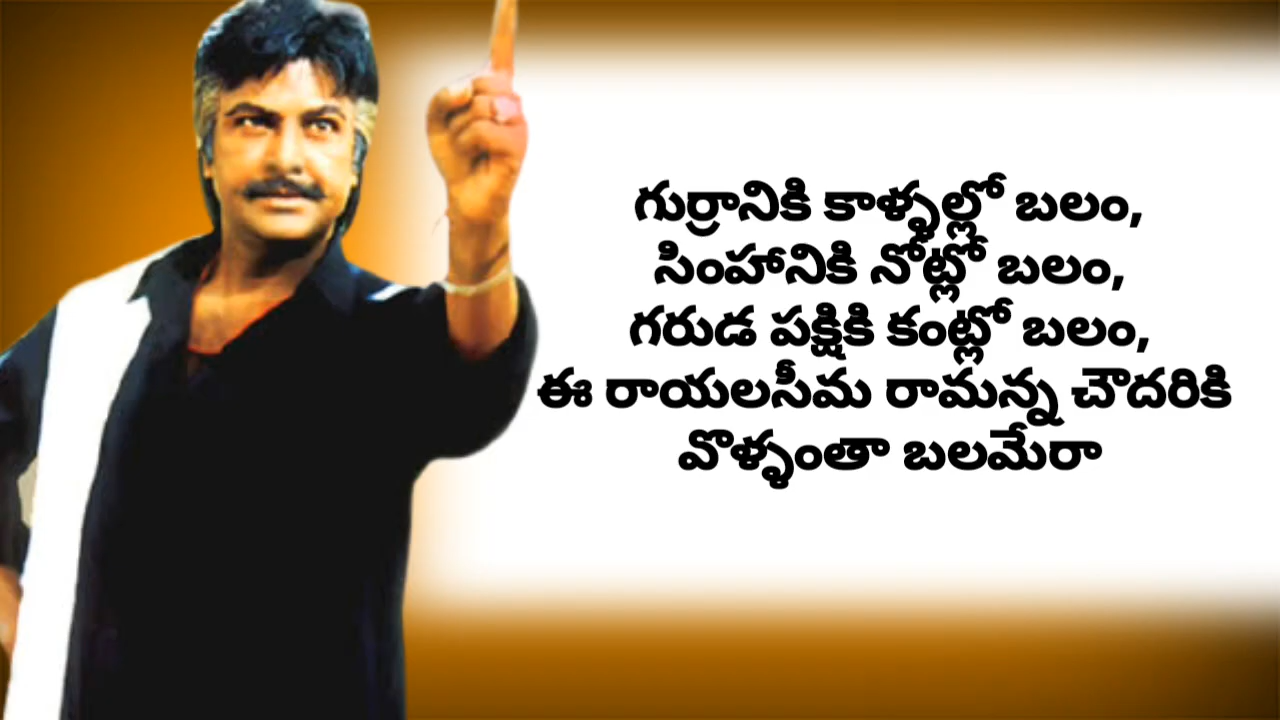 గుర్రానికి కాళ్ళల్లో బలం,
సింహానికి నోట్లో బలం,
గరుడ పక్షికి కంట్లో బలం,
ఈ రాయలసీమ రామన్న చౌదరికి
వొళ్ళంతా బలమేరా